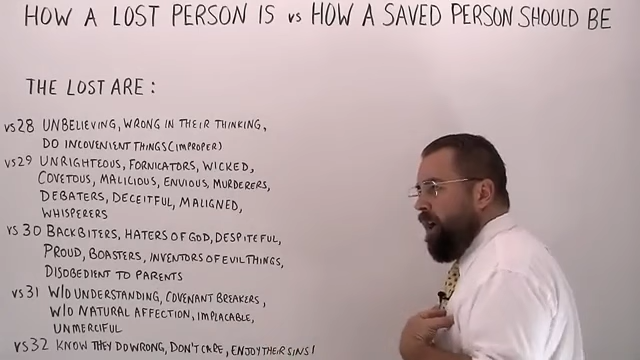 HOW A LOST PERSON IS vs HOW A SAVED PERSON SHOULD BE
THE LOST ARE :
vs28 UNBELIEVING, WRONG IN THEIR THINKING,
DO INCOVENIENT THINGS (IMPROPER)
vs29 UNRIGHTEOUS, FORNICATORS, WICKED,
COVETOUS, MALICIOUS, ENVIOUS, MURDERERS,
DEBATERS, DECEITFUL, MALIGNED,
WHISPERERS
vs 30 BACKBITERS, HATERS OF GOD, DESPITEFUL,
PROUD, BOASTERS, INVENTORS OF EVIL THINGS,
DISOBEDIENT TO PARENTS
vs31 W/O UNDERSTANDING, COVENANT BREAKERS,
W/O NATURAL AFFECTION, IMPLACABLE,
UNMERCIFUL
vs32 KNOW THEY DO WRONG, DON'T CARE, ENJOY THEIR SINS!